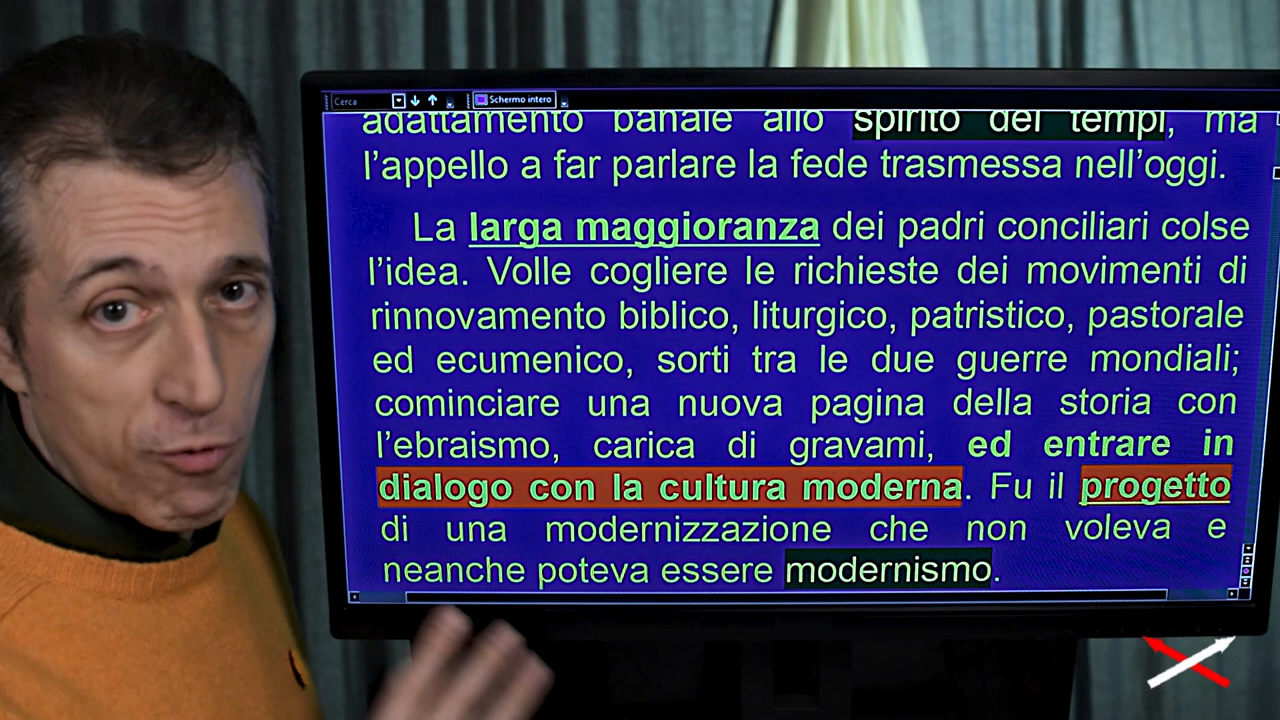 Cerca
Schermo intero
adattamento banale allo spirito dei tempi, ma
l’appello a far parlare la fede trasmessa nell’oggi.
La larga maggioranza dei padri conciliari colse
l’idea. Volle cogliere le richieste dei movimenti di
rinnovamento biblico, liturgico, patristico, pastorale
ed ecumenico, sorti tra le due guerre mondiali;
cominciare una nuova pagina della storia con
l’ebraismo, carica di gravami, ed entrare in
dialogo con la cultura moderna. Fu il progetto
di una modernizzazione che non voleva e
neanche poteva essere modernismo.